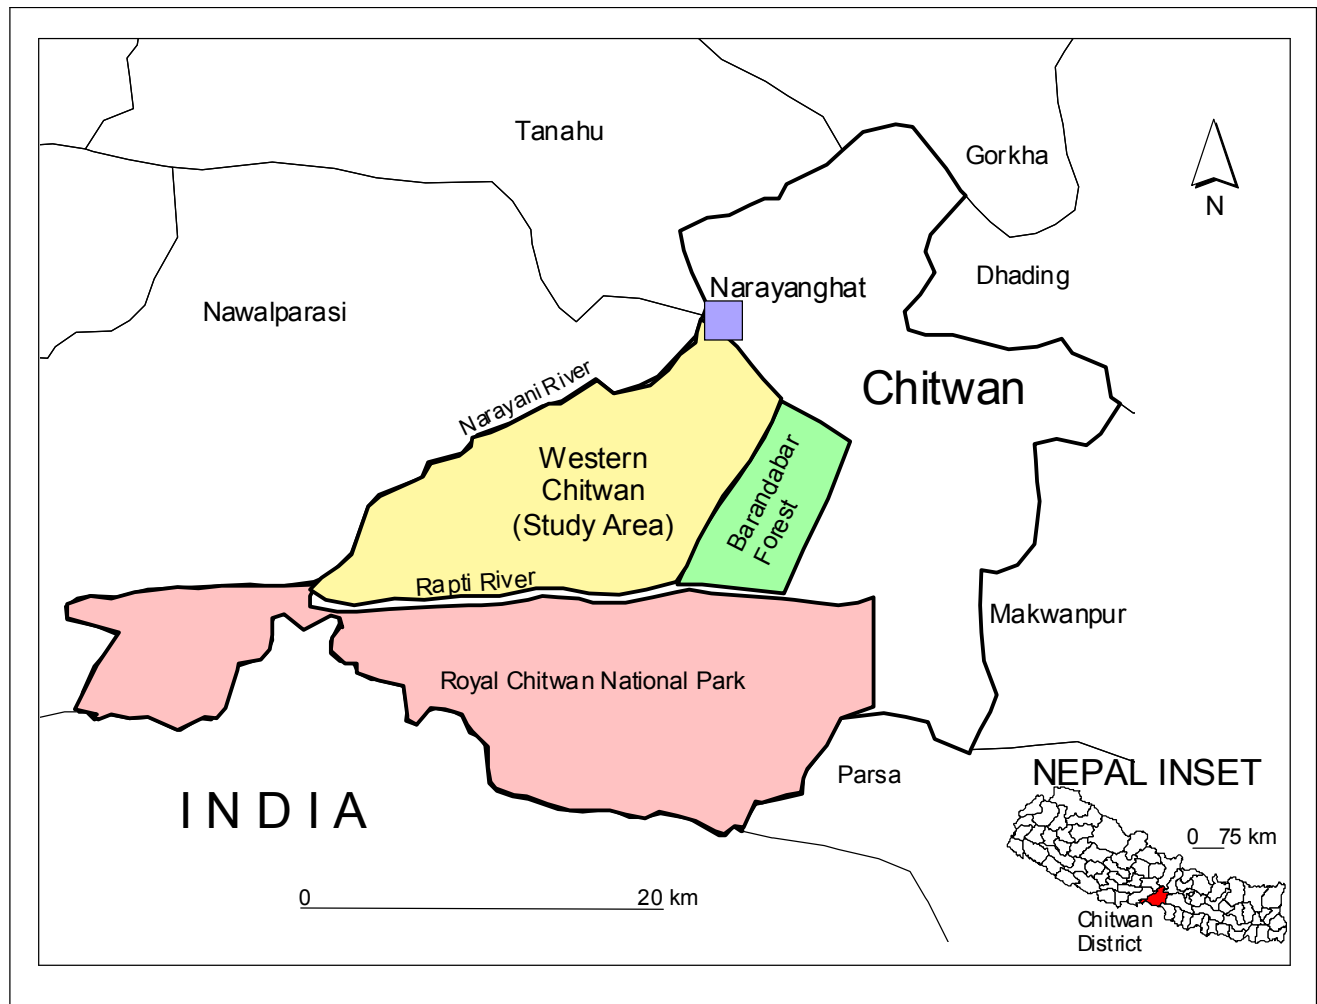 Tanahu
Gorkha
N
Dhading
Narayanghat
Nawalparasi
Chitwan
Narayani River
Western
Chitwan
(Study Area)
Barandabar
Forest
Rapti River
Makwanpur
Royal Chitwan National Park
Parsa
NEPAL INSET
INDIA
0 75 km
0 20 km
Chitwan
District